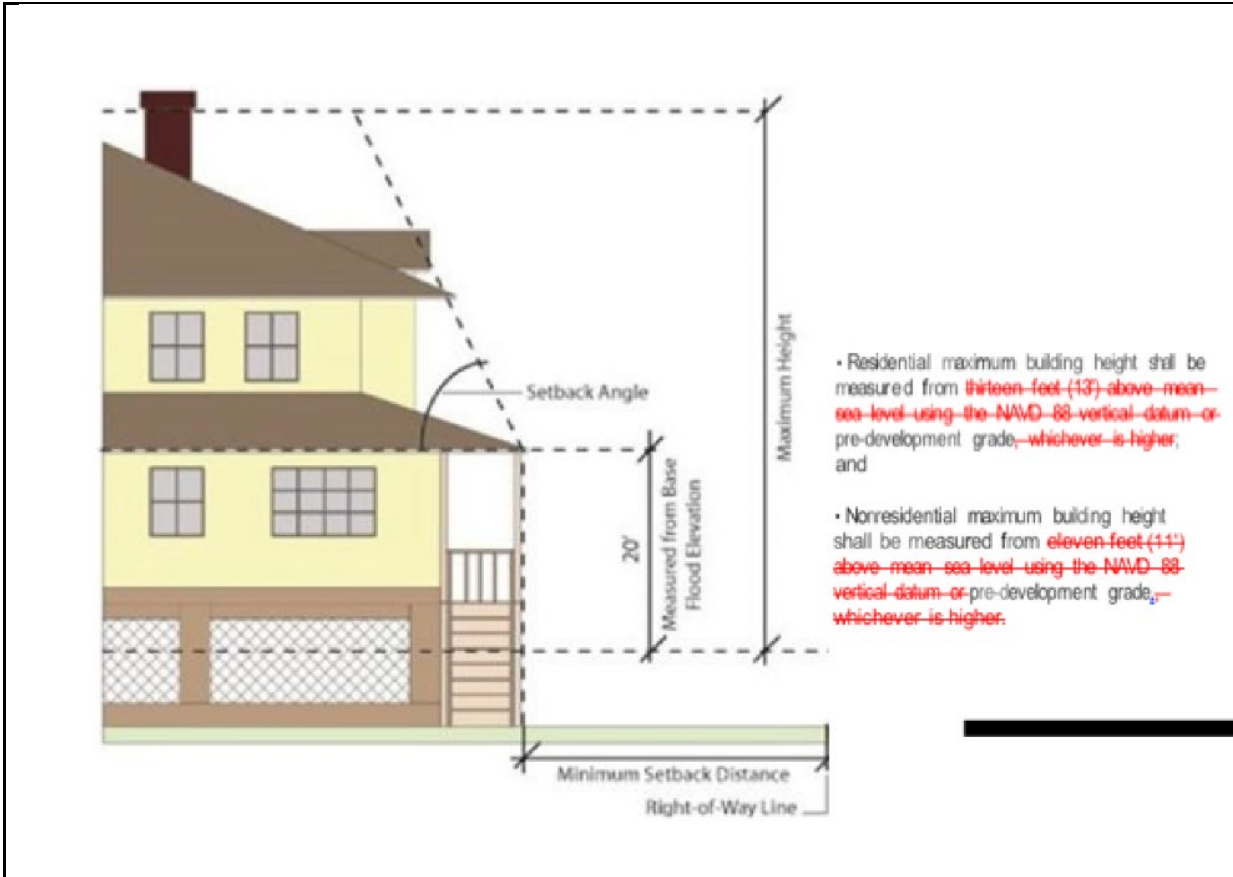 Setback Angle
Maximum Height
20'
Measured from Base
Flood Elevation
Minimum Setback Distance
Right-of-Way Line
• Residential maximum building height shall be
measured from thirteen feet (13') above mean
sea level using the NAVD 88 vertical datum or
pre-development grade, whichever is higher;
and
• Nonresidential maximum building height
shall be measured from eleven feet (11')
above mean sea level using the NAVD 88
vertical datum or pre-development grade.,
whichever is higher.